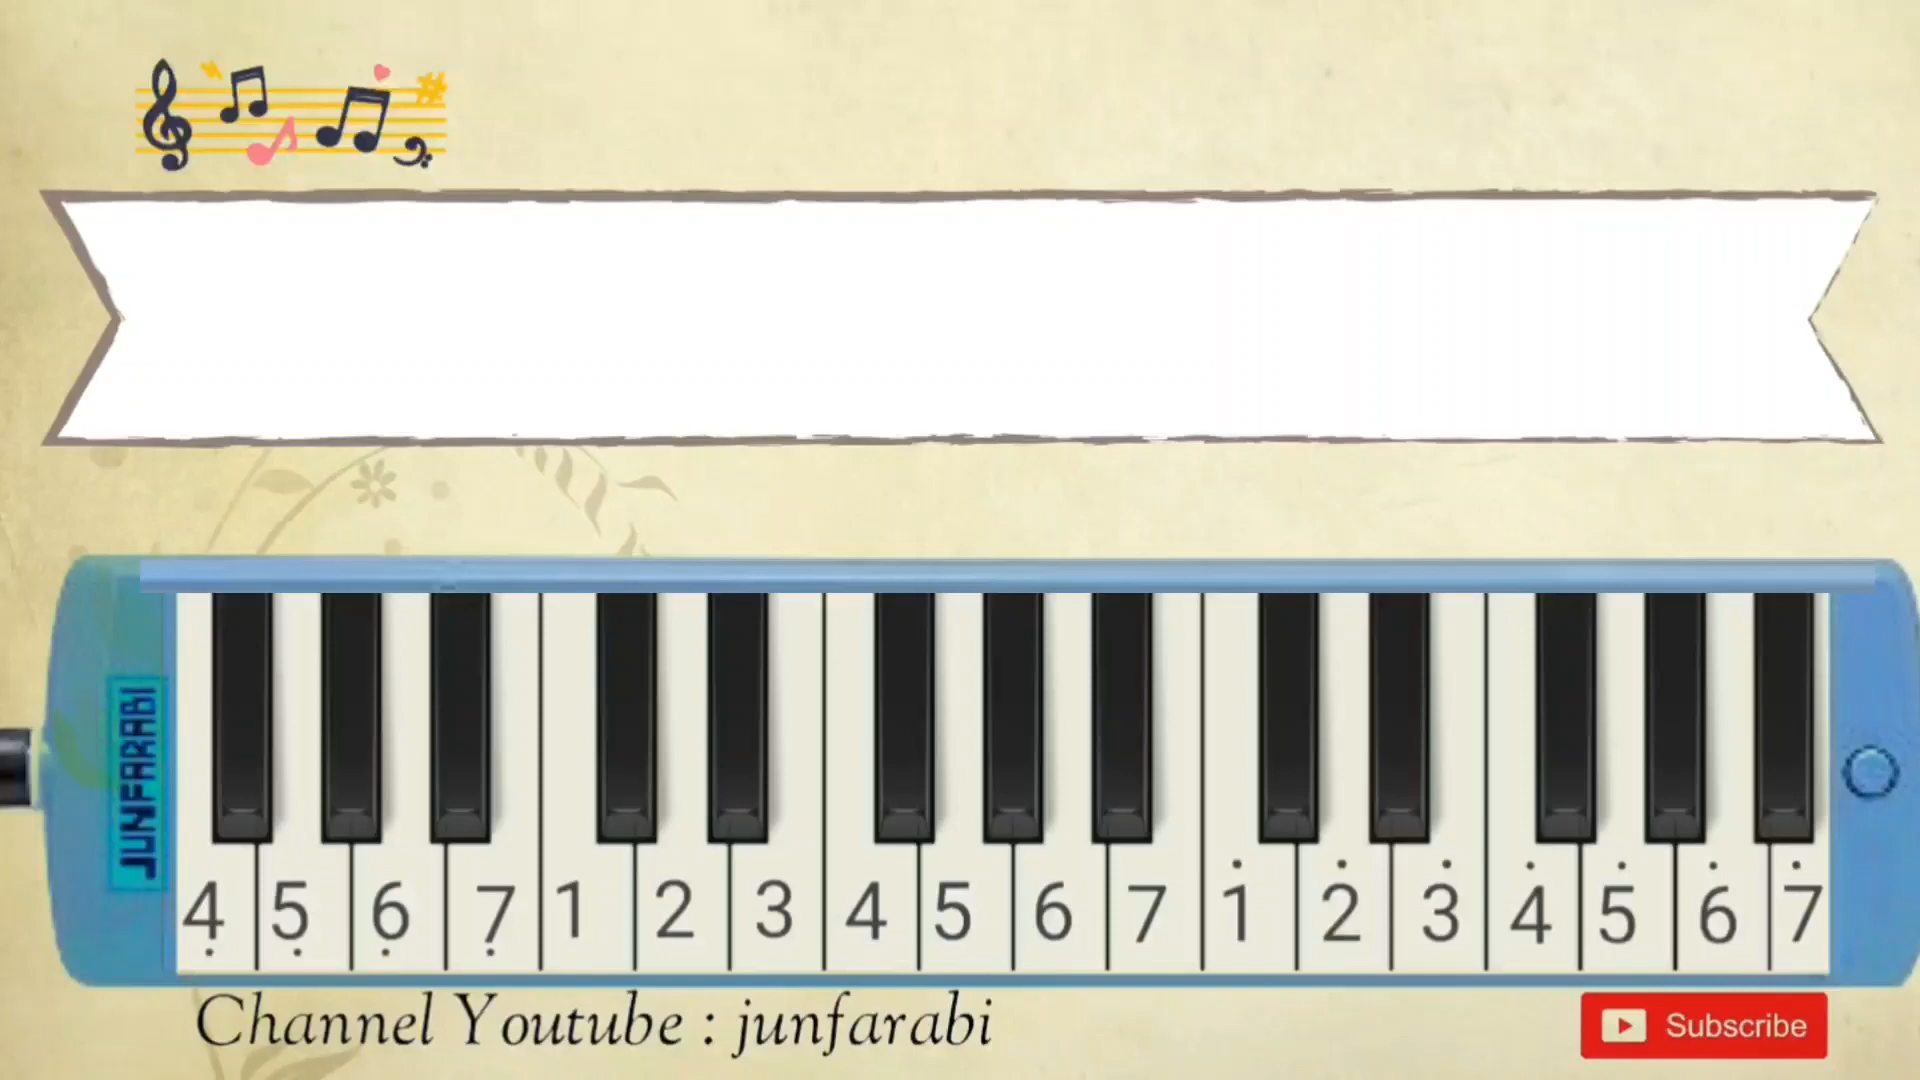 JUNFARABI
4̣ 5̣ 6̣ 7̣ 1 2 3 4 5 6 7 1̇ 2̇ 3̇ 4̇ 5̇ 6̇ 7̇
Channel Youtube : junfarabi
Subscribe